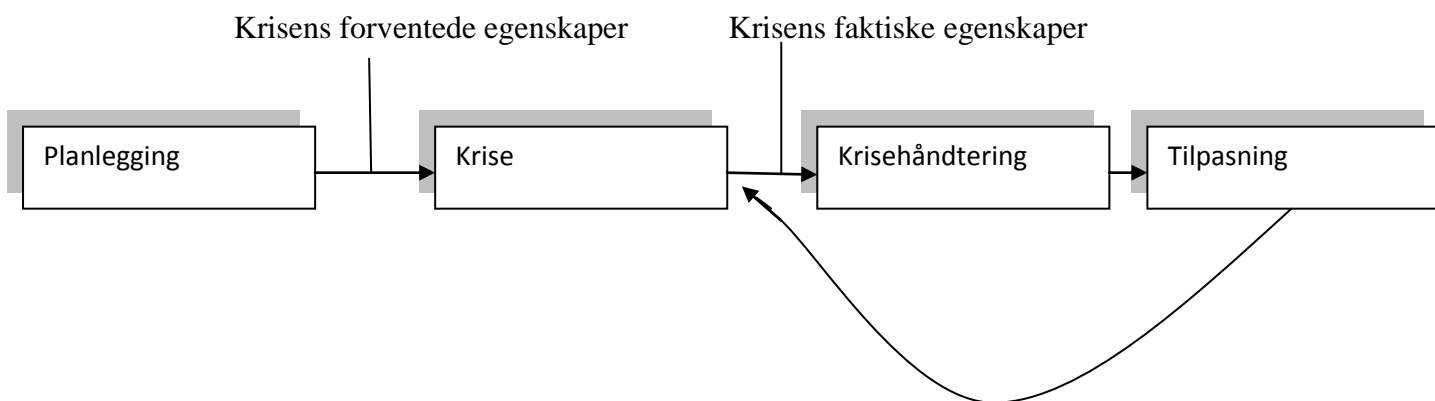 Krisens forventede egenskaper
Krisens faktiske egenskaper
Planlegging
Krise
Krisehåndtering
Tilpasning